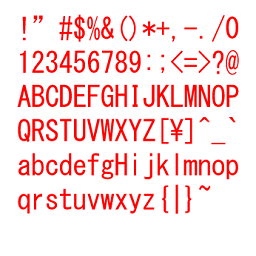 !” #$%&()*+,-./0
123456789:;<=>?@
ABCDEFGHIJKLMNOP
QRSTUVWXYZ[¥]^_`
abcdefgHijklmnop
qrstuvwxyz{|}~